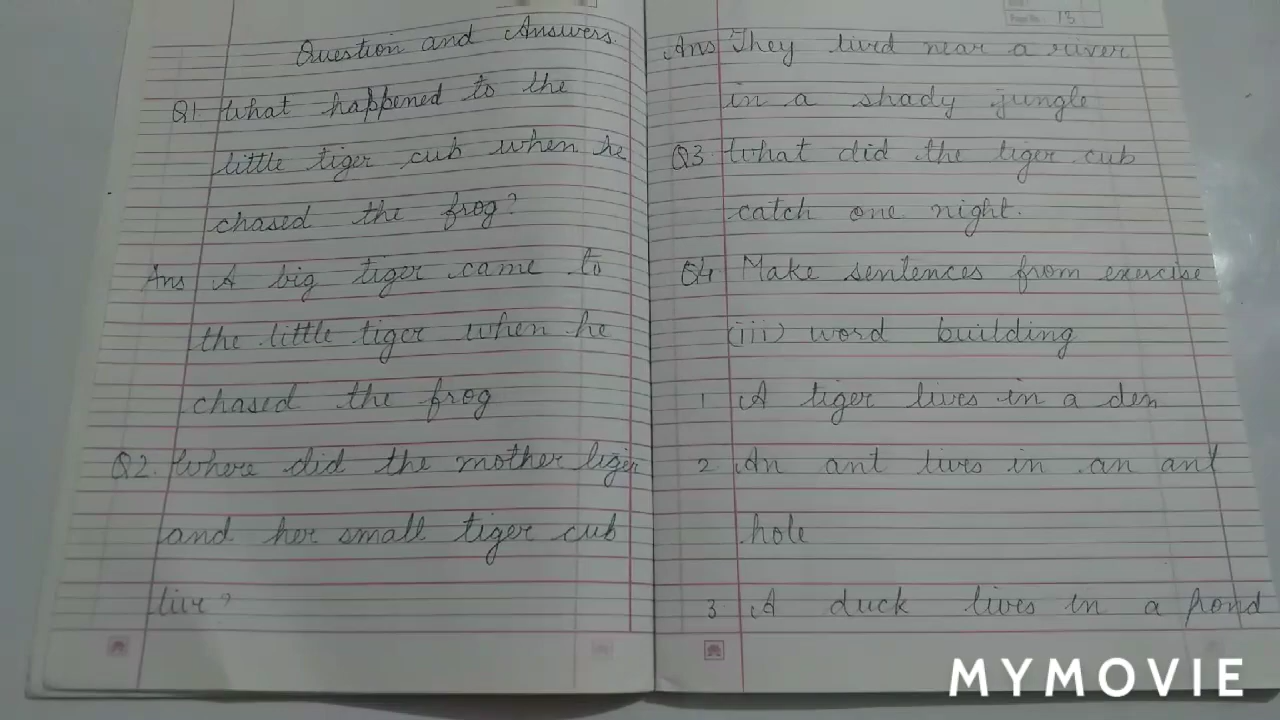 Question and Answers.
Q1. What happened to the
little tiger cub when he
chased the frog?
Ans A big tiger came to
the little tiger when he
chased the frog
Q2. Where did the mother tiger
and her small tiger cub
live?
Page No. 13
Ans They lived near a river
in a shady jungle
Q3 What did the tiger cub
catch one night.
Q4 Make sentences from exercise
(iii) word building
1 A tiger lives in a den
2 An ant lives in an ant
hole
3 A duck lives in a pond
MYMOVIE